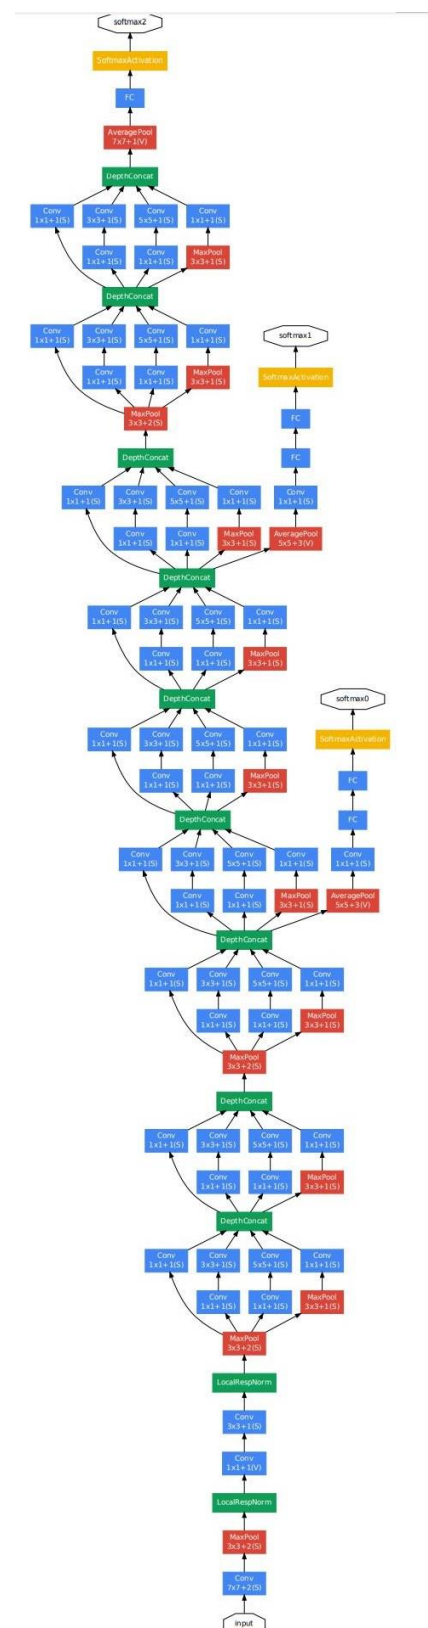 softmax2
SoftmaxActivation
FC
AveragePool
7x7+1(V)
DepthConcat
Conv Conv Conv Conv
1x1+1(S) 3x3+1(S) 5x5+1(S) 1x1+1(S)
Conv Conv MaxPool
1x1+1(S) 1x1+1(S) 3x3+1(S)
DepthConcat
Conv Conv Conv Conv
1x1+1(S) 3x3+1(S) 5x5+1(S) 1x1+1(S)
softmax1
Conv Conv MaxPool
1x1+1(S) 1x1+1(S) 3x3+1(S)
SoftmaxActivation
MaxPool
3x3+2(S)
FC
DepthConcat
FC
Conv Conv Conv Conv Conv
1x1+1(S) 3x3+1(S) 5x5+1(S) 1x1+1(S) 1x1+1(S)
Conv Conv MaxPool AveragePool
1x1+1(S) 1x1+1(S) 3x3+1(S) 5x5+3(V)
DepthConcat
Conv Conv Conv Conv
1x1+1(S) 3x3+1(S) 5x5+1(S) 1x1+1(S)
Conv Conv MaxPool
1x1+1(S) 1x1+1(S) 3x3+1(S)
DepthConcat
softmax0
Conv Conv Conv Conv
1x1+1(S) 3x3+1(S) 5x5+1(S) 1x1+1(S)
SoftmaxActivation
Conv Conv MaxPool
1x1+1(S) 1x1+1(S) 3x3+1(S)
FC
DepthConcat
FC
Conv Conv Conv Conv Conv
1x1+1(S) 3x3+1(S) 5x5+1(S) 1x1+1(S) 1x1+1(S)
Conv Conv MaxPool AveragePool
1x1+1(S) 1x1+1(S) 3x3+1(S) 5x5+3(V)
DepthConcat
Conv Conv Conv Conv
1x1+1(S) 3x3+1(S) 5x5+1(S) 1x1+1(S)
Conv Conv MaxPool
1x1+1(S) 1x1+1(S) 3x3+1(S)
MaxPool
3x3+2(S)
DepthConcat
Conv Conv Conv Conv
1x1+1(S) 3x3+1(S) 5x5+1(S) 1x1+1(S)
Conv Conv MaxPool
1x1+1(S) 1x1+1(S) 3x3+1(S)
DepthConcat
Conv Conv Conv Conv
1x1+1(S) 3x3+1(S) 5x5+1(S) 1x1+1(S)
Conv Conv MaxPool
1x1+1(S) 1x1+1(S) 3x3+1(S)
MaxPool
3x3+2(S)
LocalRespNorm
Conv
3x3+1(S)
Conv
1x1+1(V)
LocalRespNorm
MaxPool
3x3+2(S)
Conv
7x7+2(S)
input